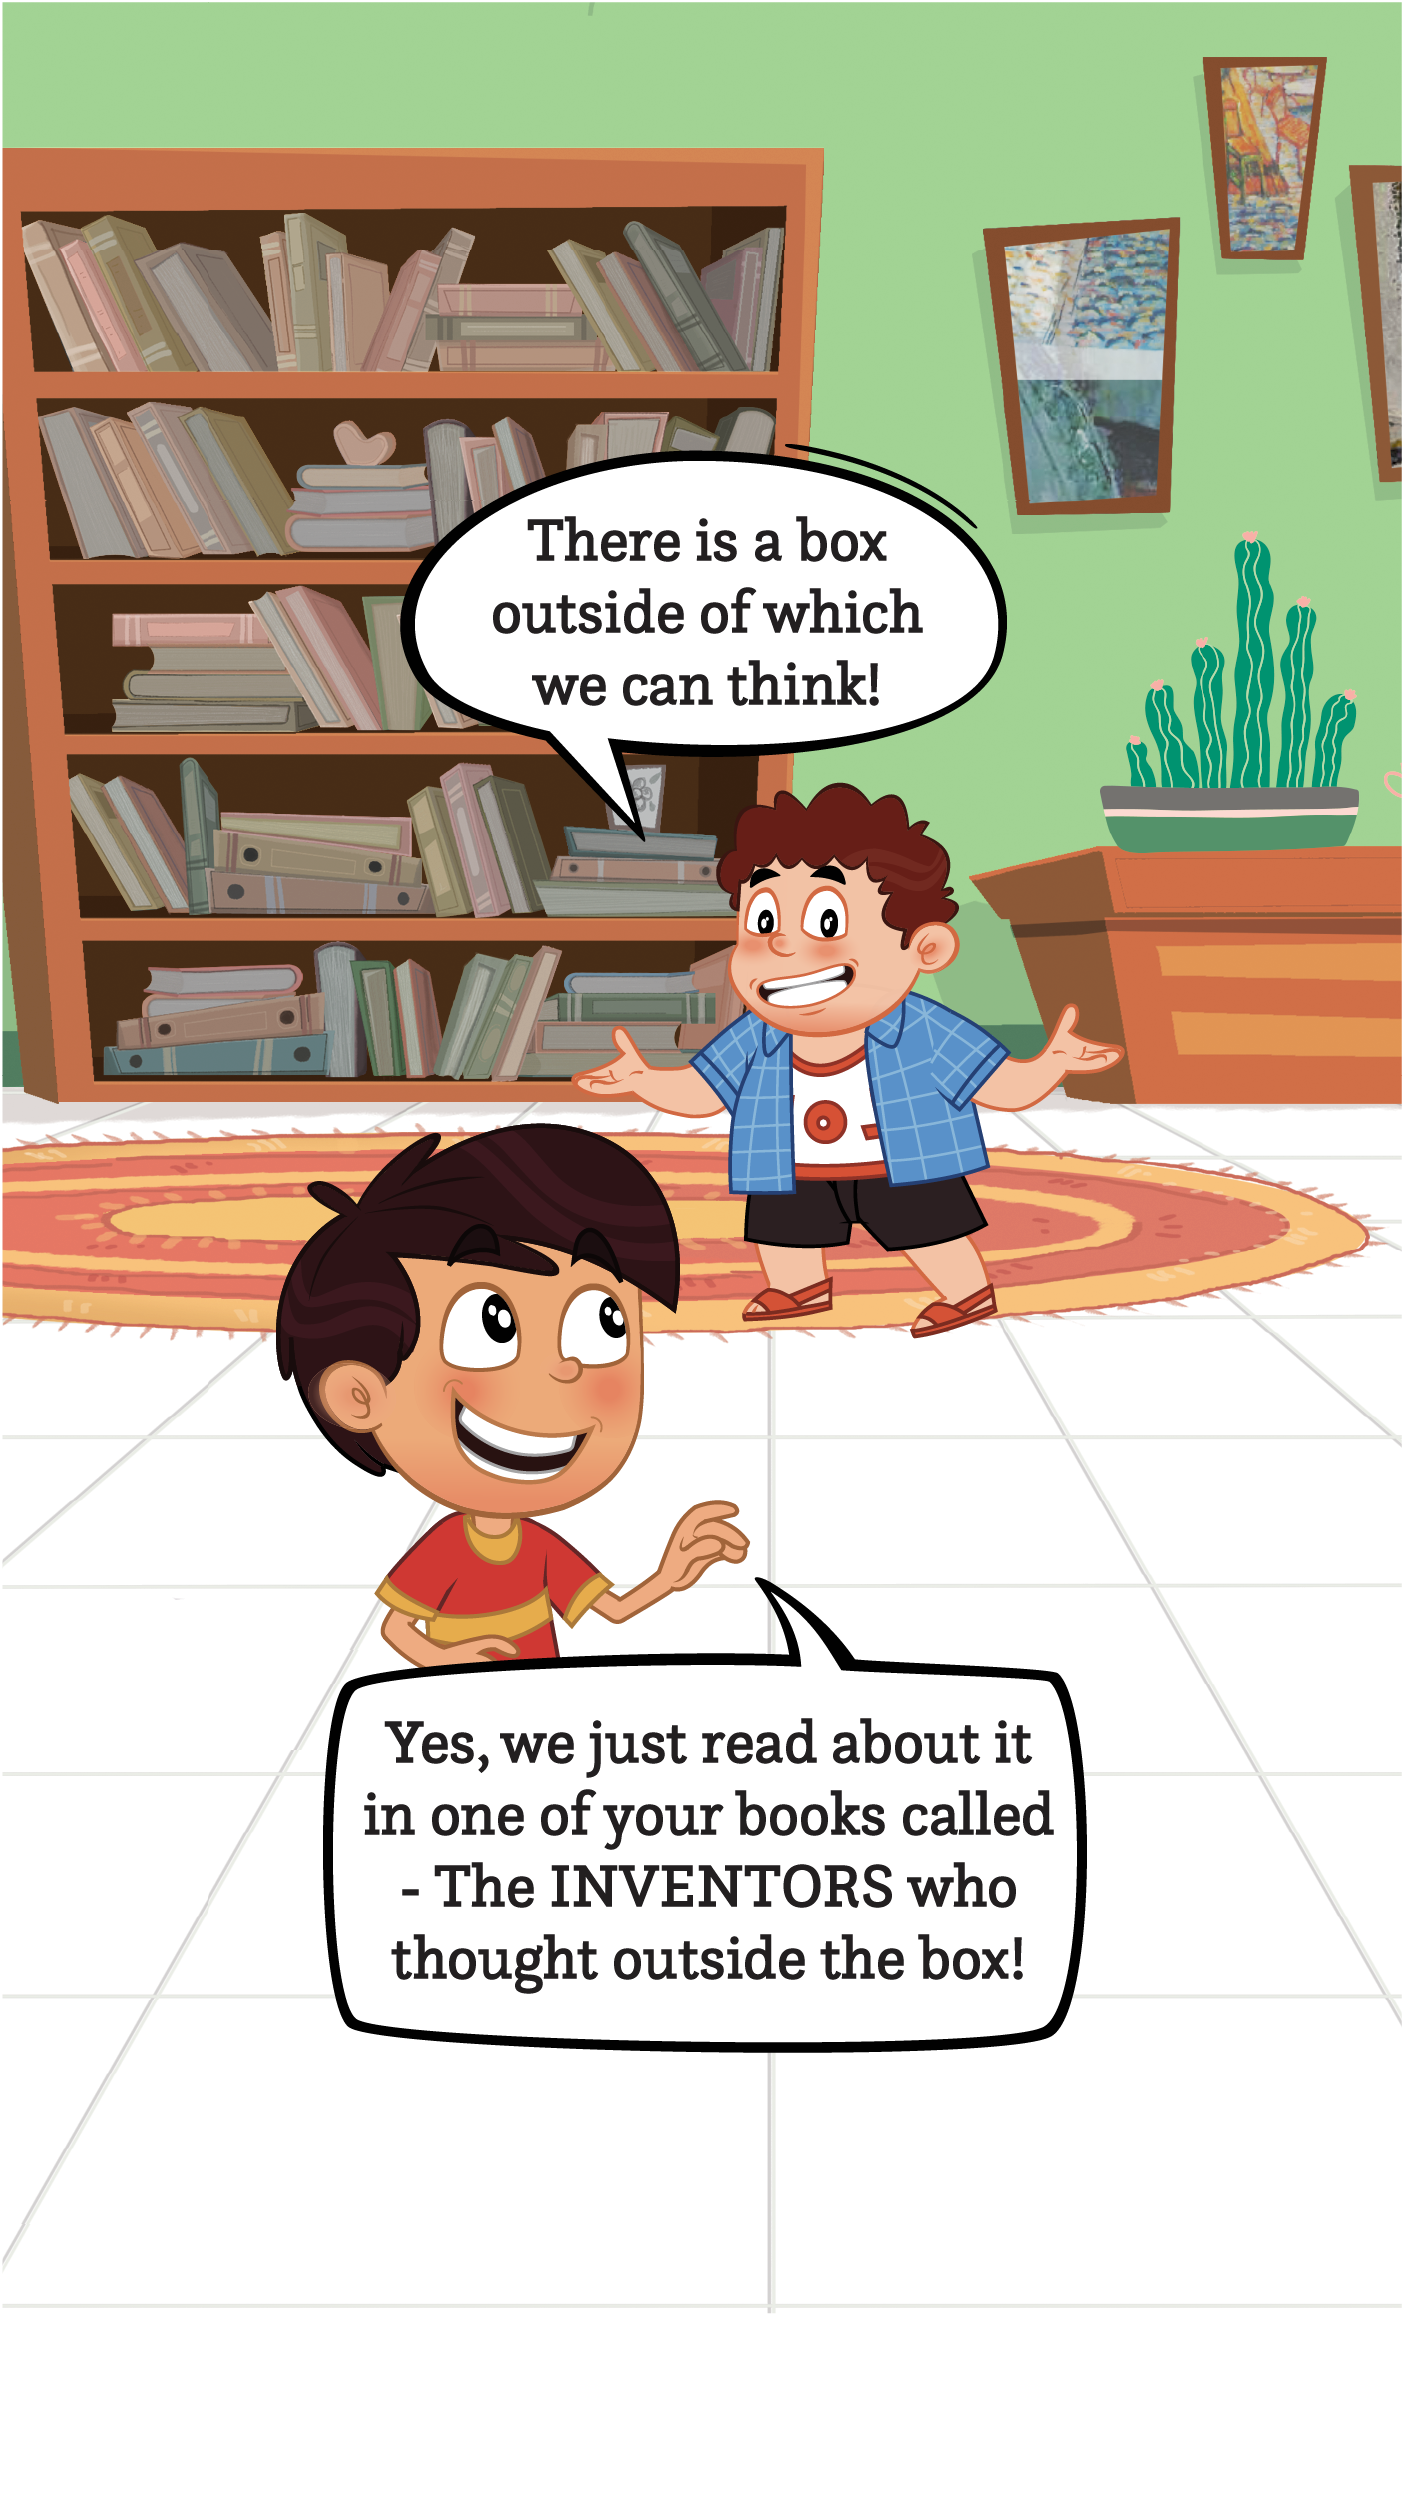 There is a box
outside of which
we can think!
Yes, we just read about it
in one of your books called
- The INVENTORS who
thought outside the box!